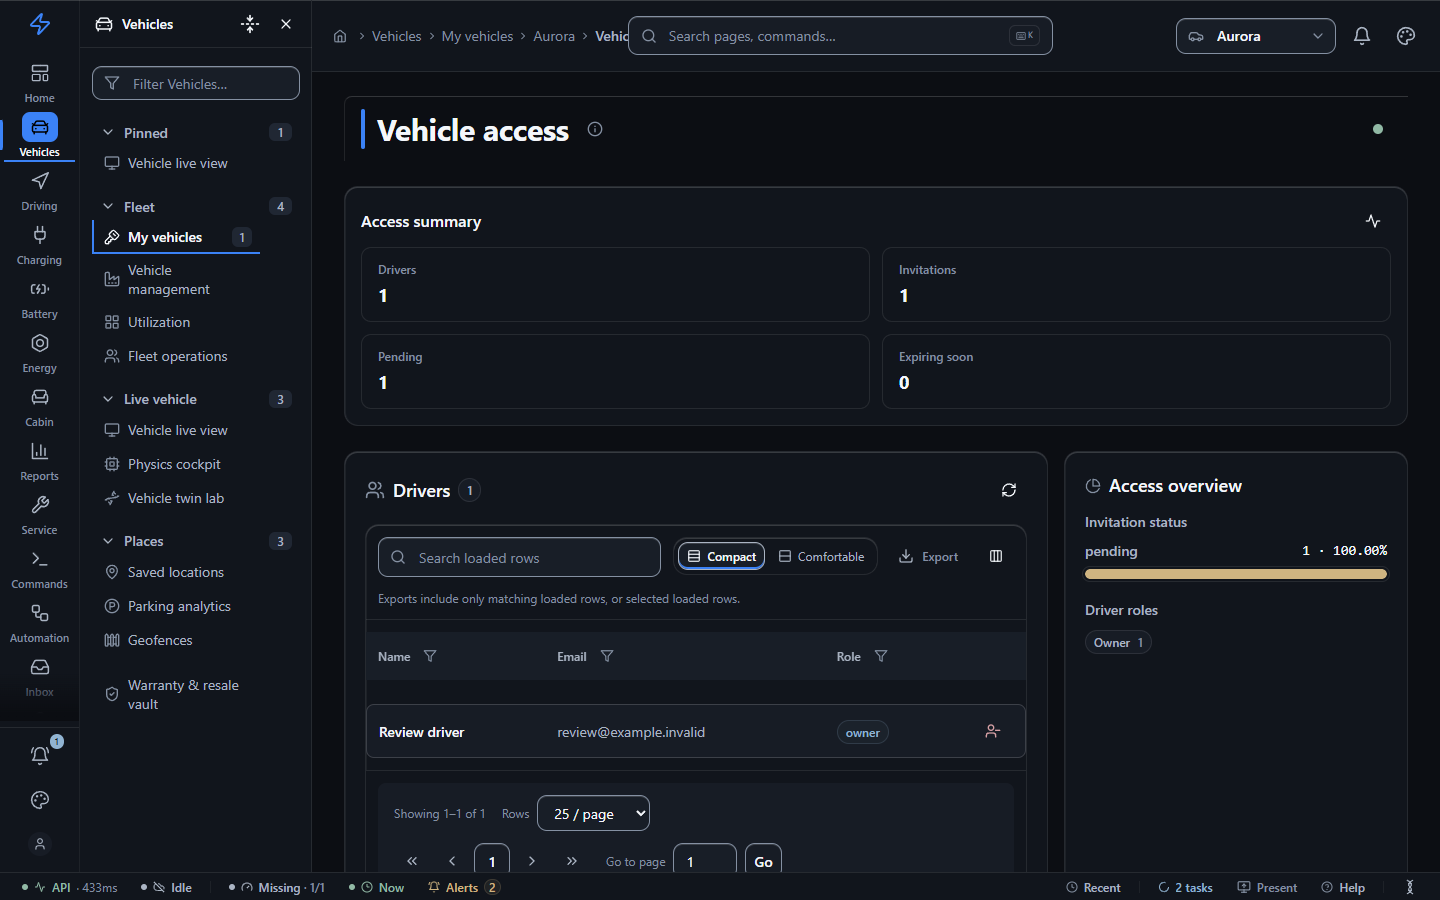 Vehicles
Vehicles
My vehicles
Aurora
Vehic
Search pages, commands...
K
Aurora
Home
Vehicles
Driving
Charging
Battery
Energy
Cabin
Reports
Service
Commands
Automation
Inbox
1
Filter Vehicles...
Pinned 1
Vehicle live view
Fleet 4
My vehicles 1
Vehicle
management
Utilization
Fleet operations
Live vehicle 3
Vehicle live view
Physics cockpit
Vehicle twin lab
Places 3
Saved locations
Parking analytics
Geofences
Warranty & resale
vault
Vehicle access
Access summary
Drivers
1
Invitations
1
Pending
1
Expiring soon
0
Drivers 1
Search loaded rows
Compact
Comfortable
Export
Exports include only matching loaded rows, or selected loaded rows.
Name Email Role
Review driver review@example.invalid owner
Showing 1–1 of 1 Rows 25 / page
1 Go to page 1 Go
Access overview
Invitation status
pending 1 · 100.00%
Driver roles
Owner 1
API · 433ms Idle Missing · 1/1 Now Alerts 2 Recent 2 tasks Present Help